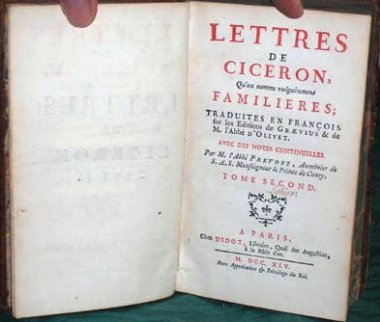 LETTRES
DE
CICERON,
Qu'on nomme vulgairement
FAMILIERES;
TRADUITES EN FRANÇOIS
sur les Editions de GRÆVIUS & de
M. l'Abbé D'OLIVET.
AVEC DES NOTES CONTINUELLES.
Par M. l'Abbé PREVOST, Aumônier de
S. A. S. Monseigneur le Prince de Conty.
TOME SECOND.
A PARIS,
Chez DIDOT, Libraire, Quai des Augustins,
à la Bible d'or.
M. DCC. XLV.
Avec Approbation & Privilege du Roi.